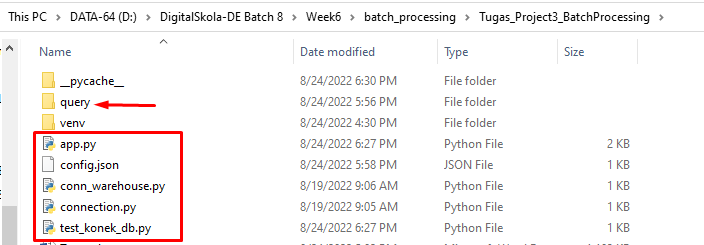 This PC > DATA-64 (D:) > DigitalSkola-DE Batch 8 > Week6 > batch_processing > Tugas_Project3_BatchProcessing >
Name Date modified Type Size
__pycache__ 8/24/2022 6:30 PM File folder
query 8/24/2022 5:56 PM File folder
venv 8/24/2022 4:30 PM File folder
app.py 8/24/2022 6:27 PM Python File 2 KB
config.json 8/24/2022 5:58 PM JSON File 1 KB
conn_warehouse.py 8/19/2022 9:06 AM Python File 1 KB
connection.py 8/19/2022 9:05 AM Python File 1 KB
test_konek_db.py 8/24/2022 6:27 PM Python File 1 KB